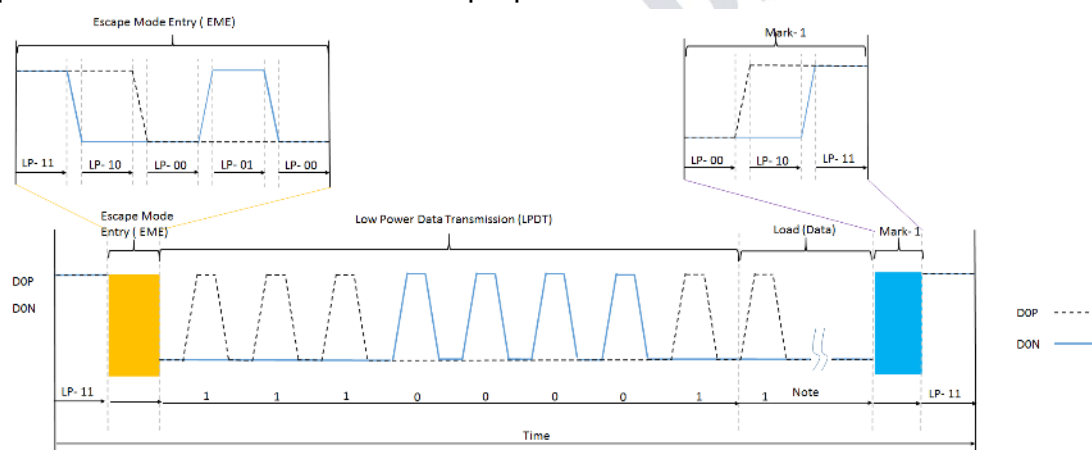 Escape Mode Entry ( EME)
Mark- 1
LP- 11 LP- 10 LP- 00 LP- 01 LP- 00
LP- 00 LP- 10 LP- 11
Escape Mode
Entry ( EME)
Low Power Data Transmission (LPDT)
Load (Data)
Mark- 1
DOP
DON
DOP
DON
LP- 11 1 1 1 0 0 0 0 1 1 Note LP- 11
Time